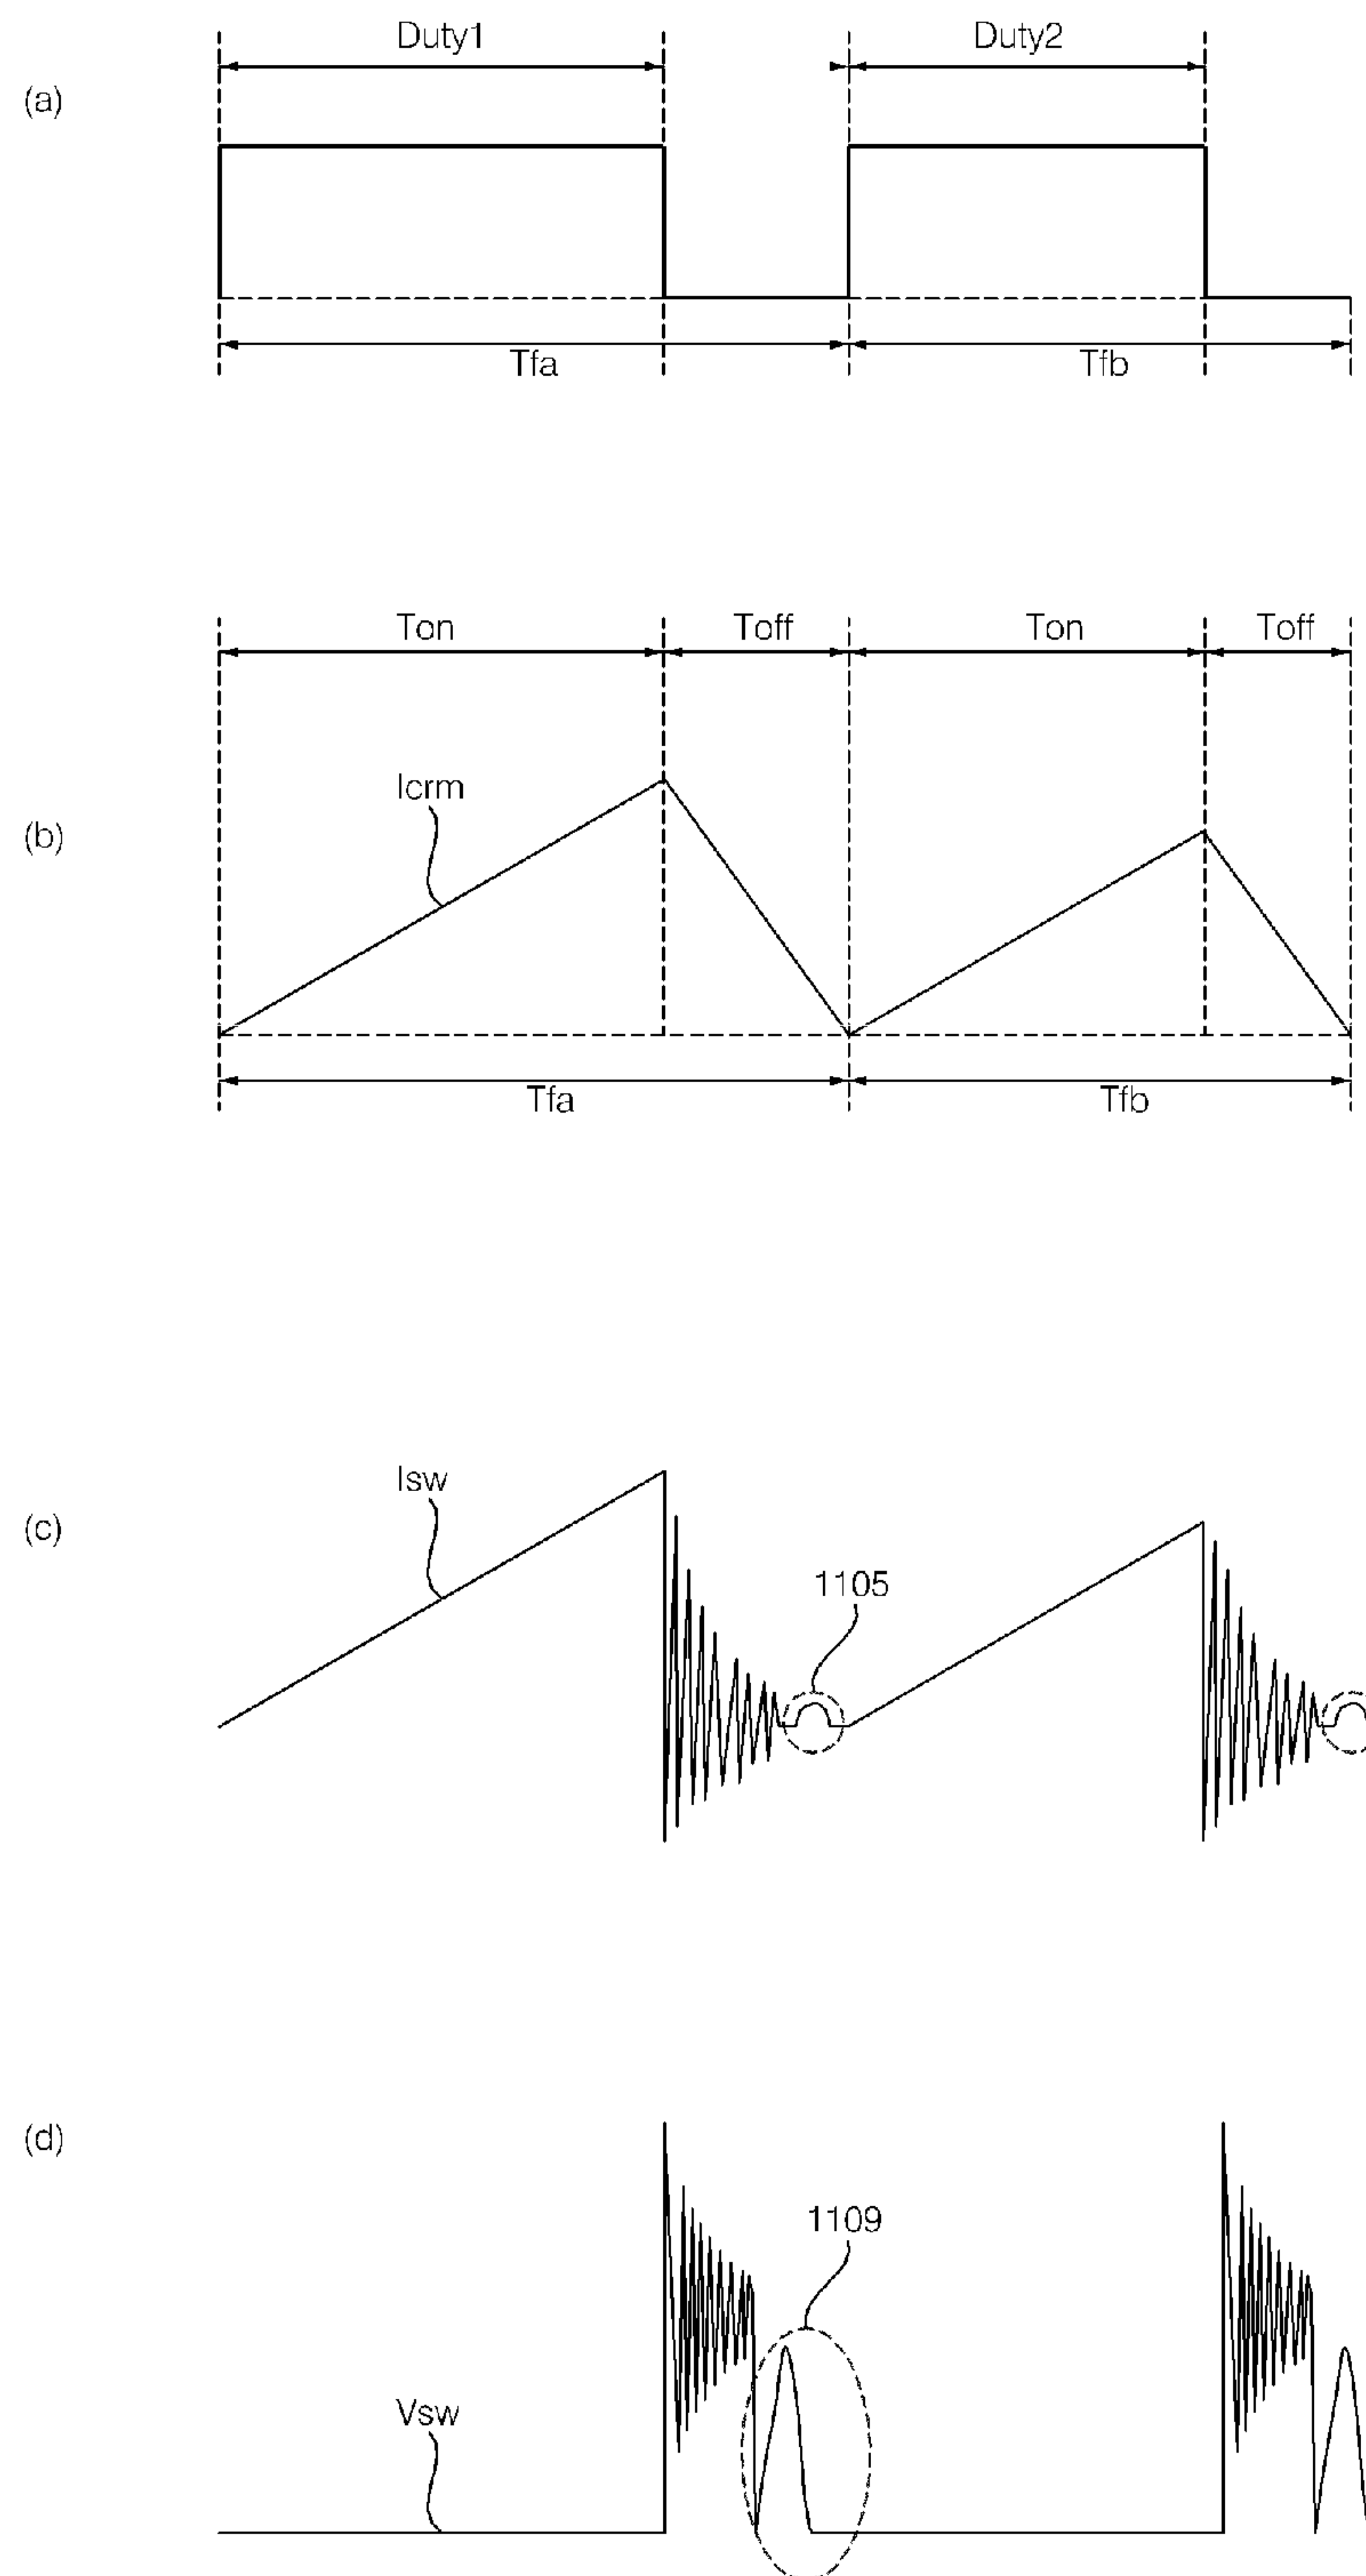 Duty1 Duty2
(a)
Tfa Tfb
Ton Toff Ton Toff
Icrm
(b)
Tfa Tfb
Isw
(c)
1105
(d)
1109
Vsw